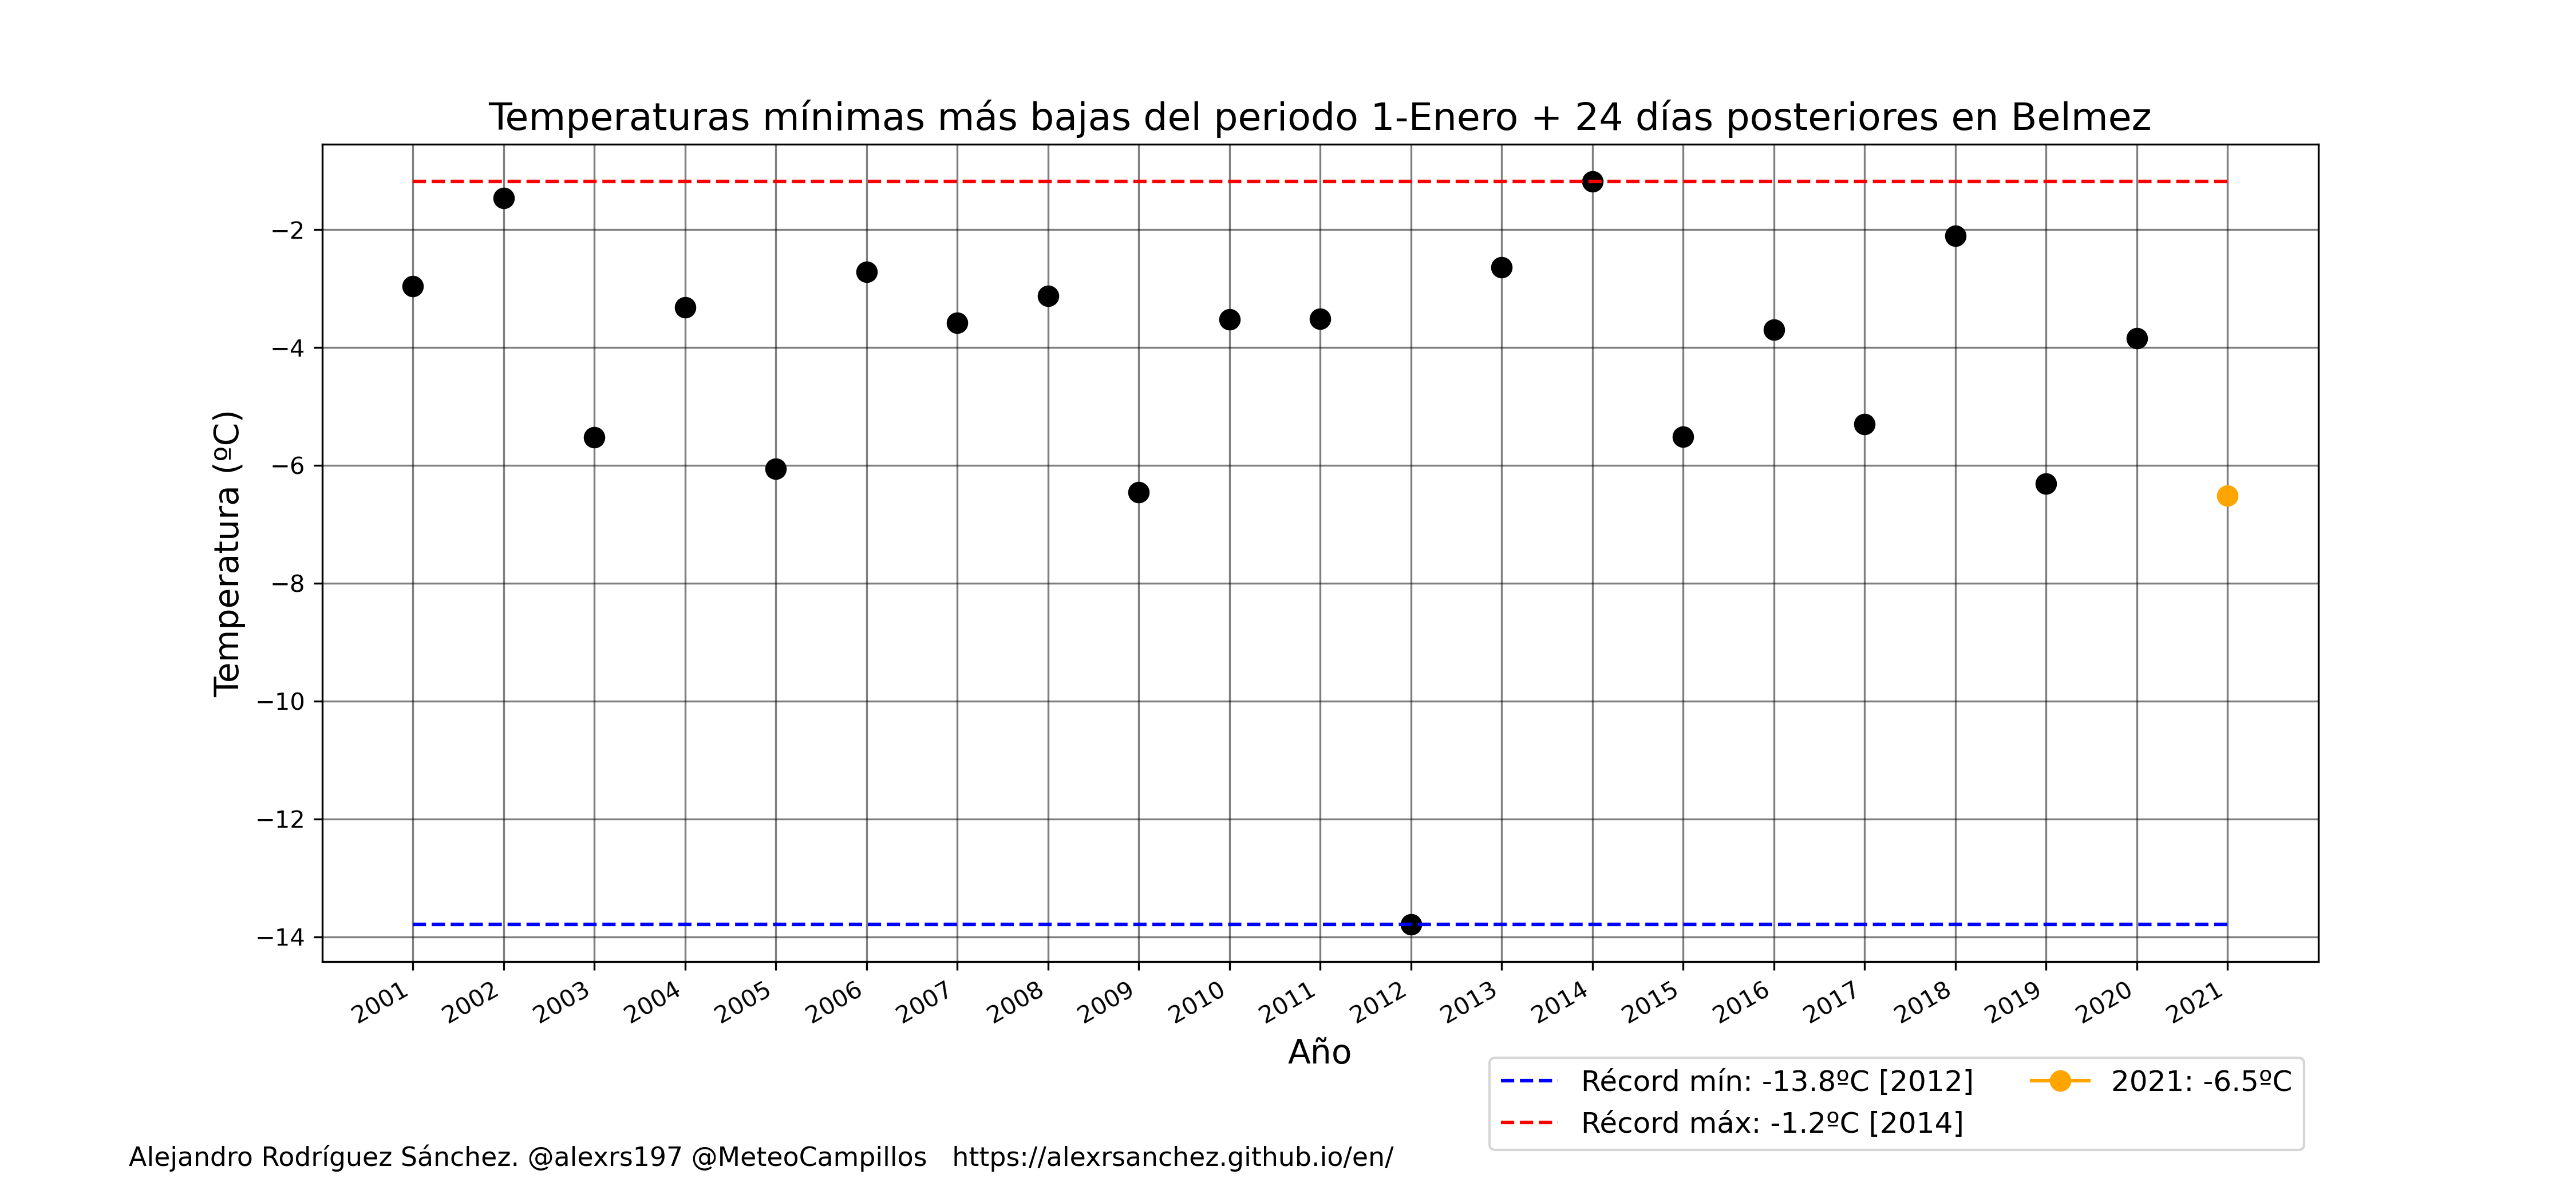 Temperaturas mínimas más bajas del periodo 1-Enero + 24 días posteriores en Belmez
Temperatura (ºC)
−2
−4
−6
−8
−10
−12
−14
2001 2002 2003 2004 2005 2006 2007 2008 2009 2010 2011 2012 2013 2014 2015 2016 2017 2018 2019 2020 2021
Año
Récord mín: -13.8ºC [2012]
Récord máx: -1.2ºC [2014]
2021: -6.5ºC
Alejandro Rodríguez Sánchez. @alexrs197 @MeteoCampillos https://alexrsanchez.github.io/en/